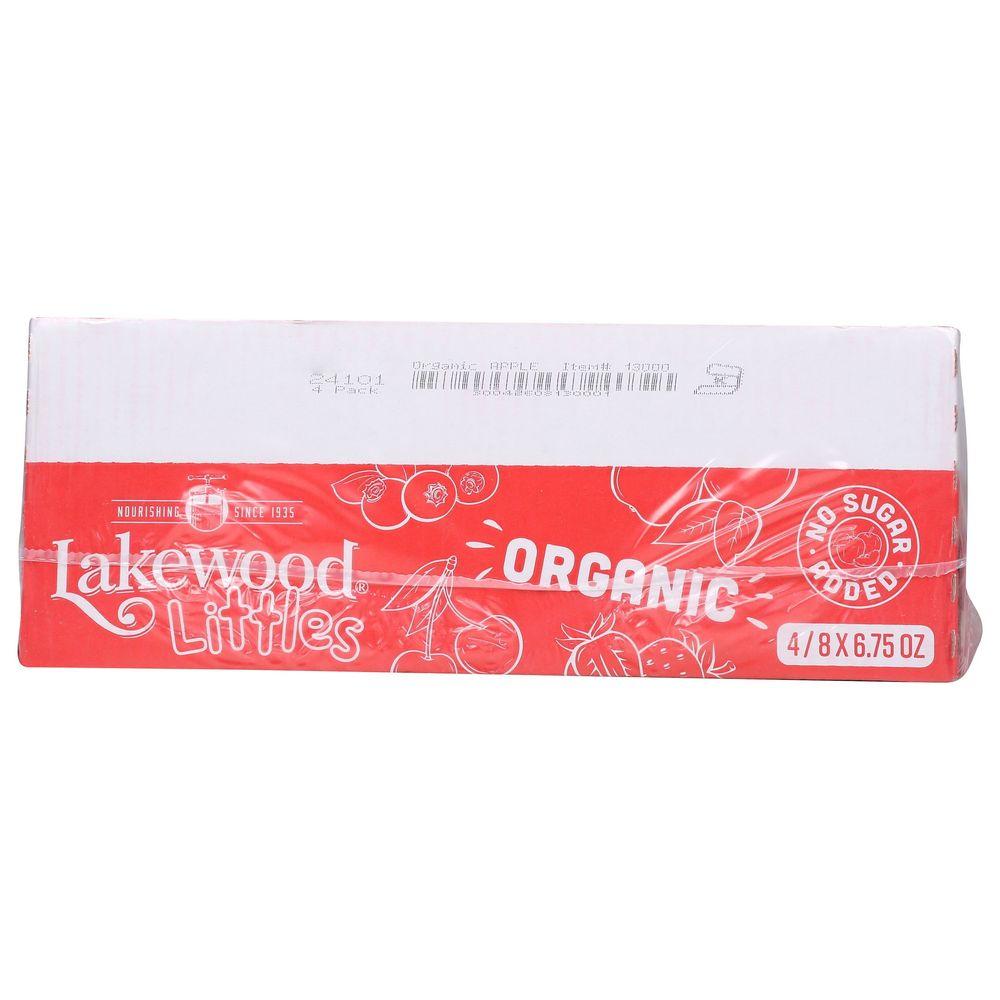 Organic APPLE Item# 13000
24101
4 Pack
30042608130001
NOURISHING SINCE 1935
Lakewood®
Littles
ORGANIC
NO SUGAR ADDED
4/8 X 6.75 OZ